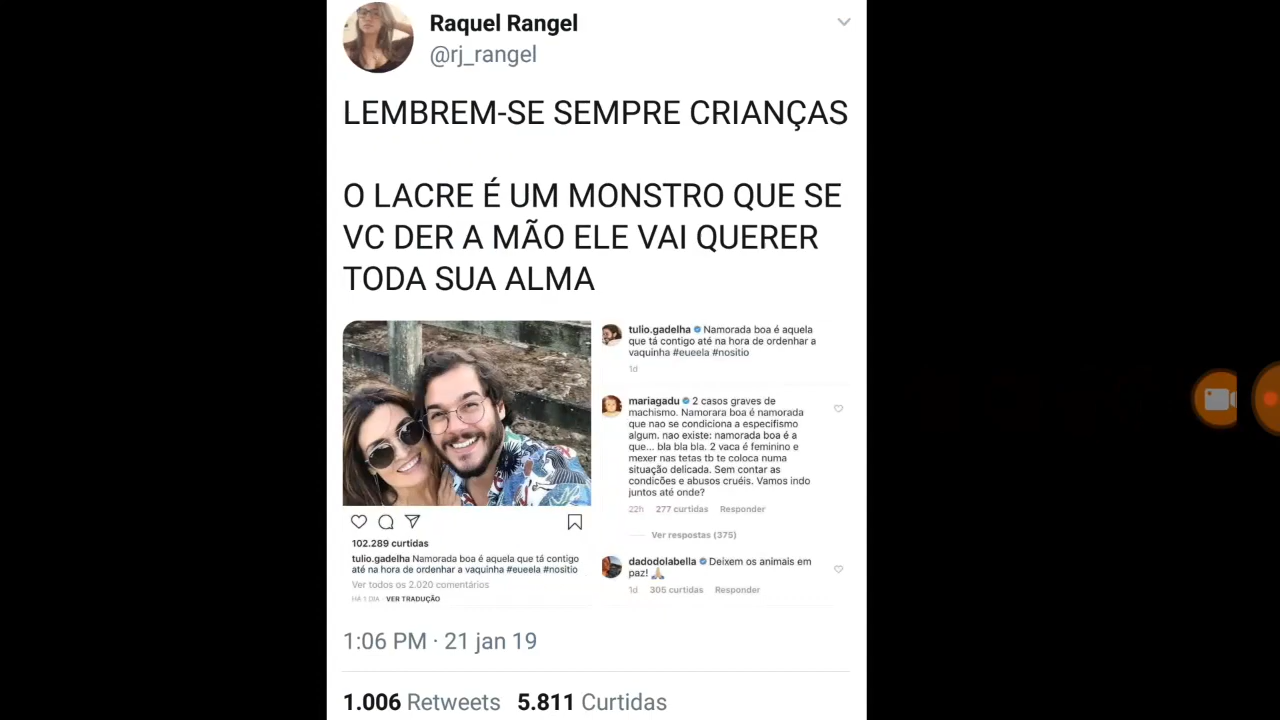 Raquel Rangel
@rj_rangel
LEMBREM-SE SEMPRE CRIANÇAS
O LACRE É UM MONSTRO QUE SE
VC DER A MÃO ELE VAI QUERER
TODA SUA ALMA
102.289 curtidas
tulio.gadelha Namorada boa é aquela que tá contigo
até na hora de ordenhar a vaquinha #eueela #nositio
Ver todos os 2.020 comentários
HÁ 1 DIA VER TRADUÇÃO
tulio.gadelha Namorada boa é aquela
que tá contigo até na hora de ordenhar a
vaquinha #eueela #nositio
1d
mariagadu 2 casos graves de
machismo. Namorara boa é namorada
que nao se condiciona a especifismo
algum. nao existe: namorada boa é a
que... bla bla bla. 2 vaca é feminino e
mexer nas tetas tb te coloca numa
situação delicada. Sem contar as
condicões e abusos cruéis. Vamos indo
juntos até onde?
22h 277 curtidas Responder
Ver respostas (375)
dadodolabella Deixem os animais em
paz! 🙏🏼
1d 305 curtidas Responder
1:06 PM · 21 jan 19
1.006 Retweets 5.811 Curtidas